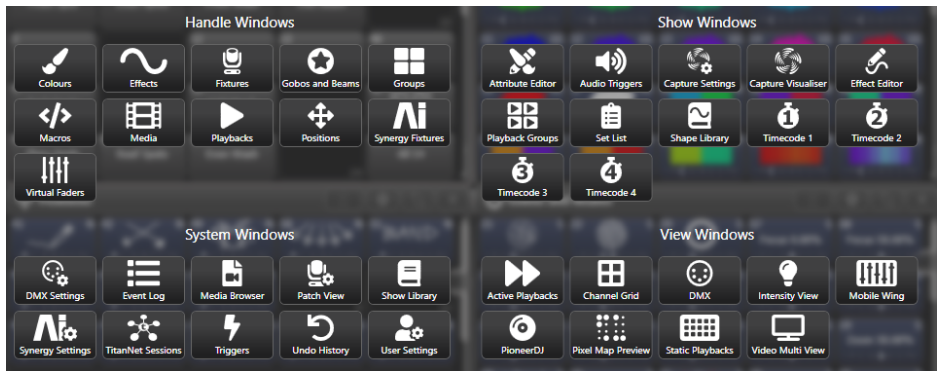 Handle Windows
Colours
Effects
Fixtures
Gobos and Beams
Groups
Macros
Media
Playbacks
Positions
Synergy Fixtures
Virtual Faders
Show Windows
Attribute Editor
Audio Triggers
Capture Settings
Capture Visualiser
Effect Editor
Playback Groups
Set List
Shape Library
1
Timecode 1
2
Timecode 2
3
Timecode 3
4
Timecode 4
System Windows
DMX Settings
Event Log
Media Browser
Patch View
Show Library
Synergy Settings
TitanNet Sessions
Triggers
Undo History
User Settings
View Windows
Active Playbacks
Channel Grid
DMX
Intensity View
Mobile Wing
PioneerDJ
Pixel Map Preview
Static Playbacks
Video Multi View